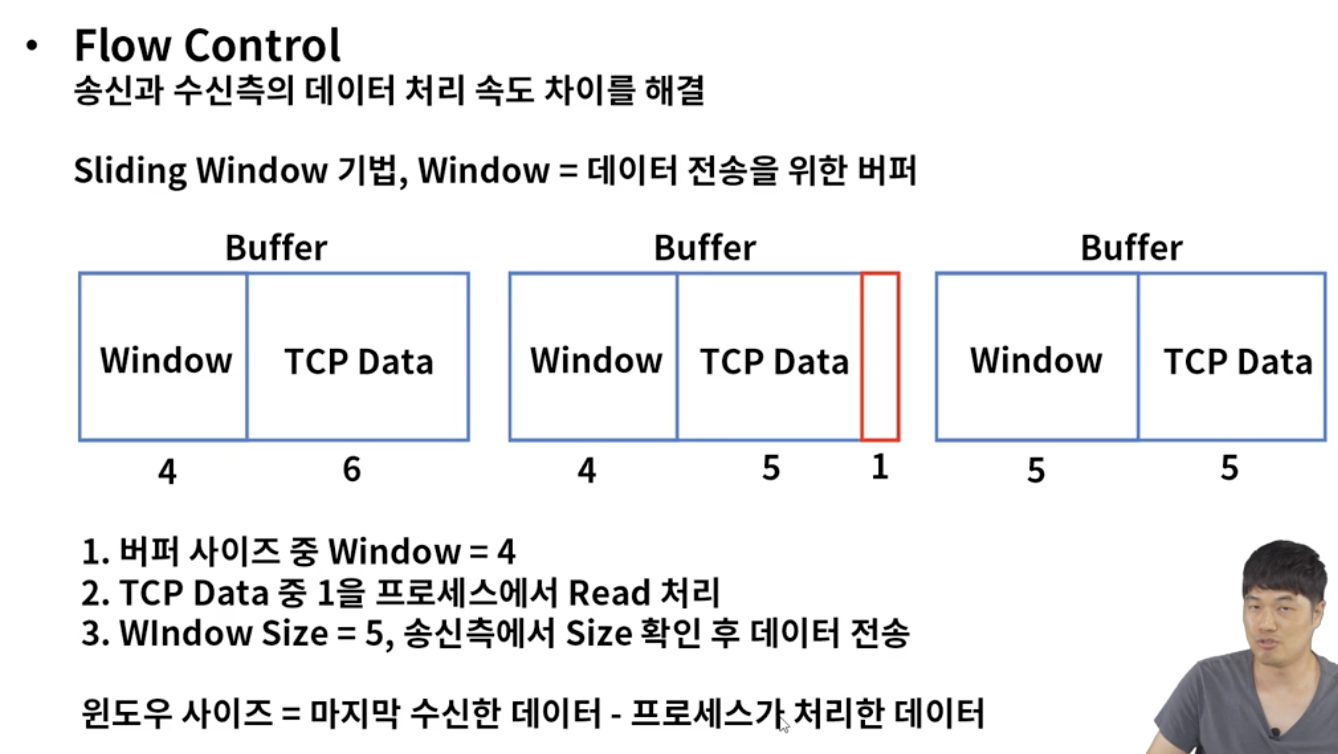 • Flow Control
송신과 수신측의 데이터 처리 속도 차이를 해결
Sliding Window 기법, Window = 데이터 전송을 위한 버퍼
Buffer
Window TCP Data
4 6
Buffer
Window TCP Data
4 5 1
Buffer
Window TCP Data
5 5
1. 버퍼 사이즈 중 Window = 4
2. TCP Data 중 1을 프로세스에서 Read 처리
3. WIndow Size = 5, 송신측에서 Size 확인 후 데이터 전송
윈도우 사이즈 = 마지막 수신한 데이터 - 프로세스가 처리한 데이터